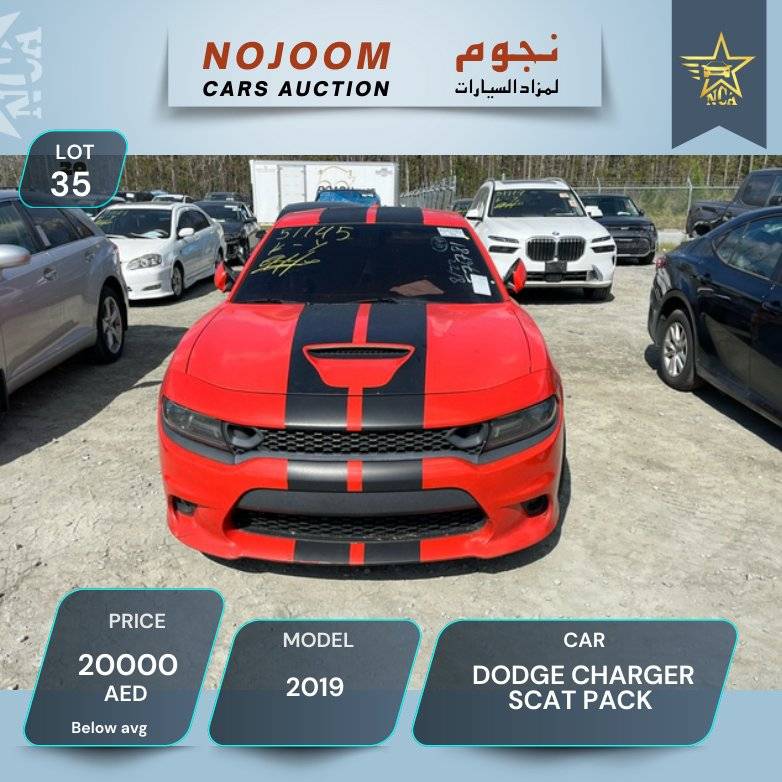 NOJOOM
CARS AUCTION
نجوم
لمزاد السيارات
NCA
NCA
LOT
35
51145
PRICE
20000
AED
Below avg
MODEL
2019
CAR
DODGE CHARGER
SCAT PACK